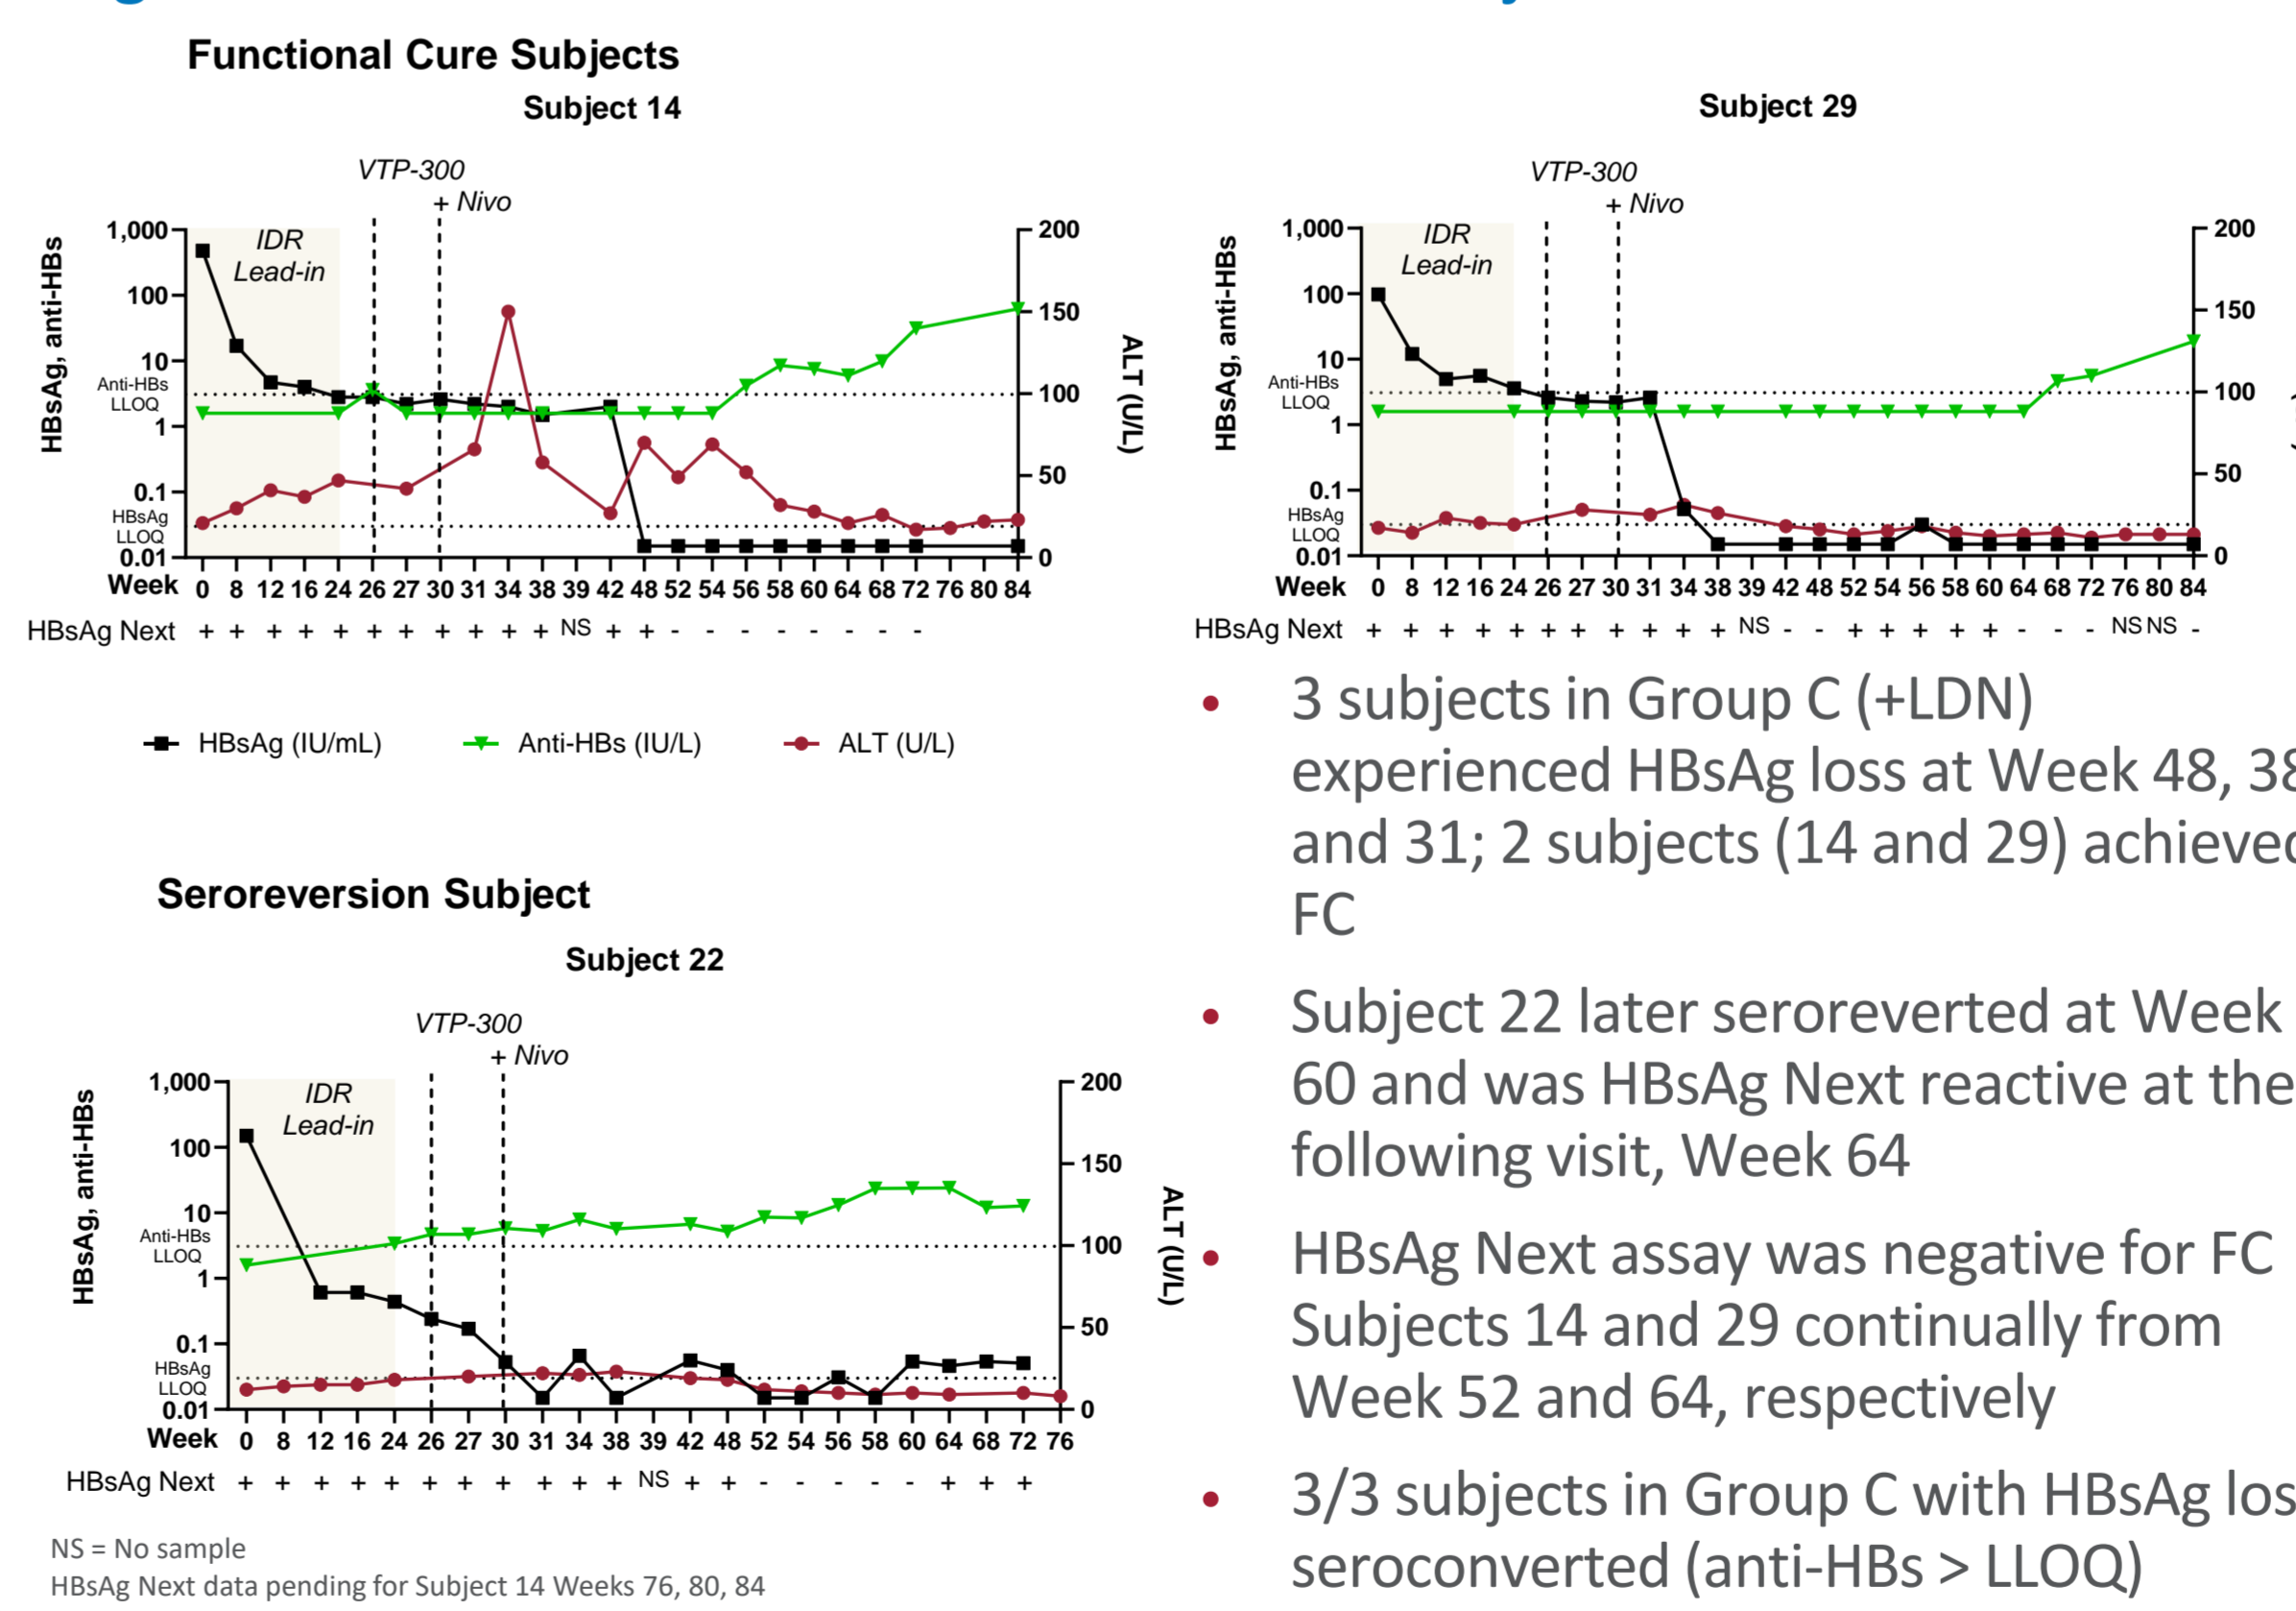 Functional Cure Subjects
Subject 14
VTP-300
+ Nivo
IDR
Lead-in
HBsAg, anti-HBs
1,000
100
10
1
0.1
0.01
Anti-HBs
LLOQ
HBsAg
LLOQ
200
150
100
50
0
ALT (U/L)
Week 0 8 12 16 24 26 27 30 31 34 38 39 42 48 52 54 56 58 60 64 68 72 76 80 84
HBsAg Next + + + + + + + + + + + NS + + - - - - - - - -
HBsAg (IU/mL) Anti-HBs (IU/L) ALT (U/L)
Subject 29
VTP-300
+ Nivo
IDR
Lead-in
HBsAg, anti-HBs
1,000
100
10
1
0.1
0.01
Anti-HBs
LLOQ
HBsAg
LLOQ
200
150
100
50
0
Week 0 8 12 16 24 26 27 30 31 34 38 39 42 48 52 54 56 58 60 64 68 72 76 80 84
HBsAg Next + + + + + + + + + + + NS - - + + + + + - - - NS NS -
Seroreversion Subject
Subject 22
VTP-300
+ Nivo
IDR
Lead-in
HBsAg, anti-HBs
1,000
100
10
1
0.1
0.01
Anti-HBs
LLOQ
HBsAg
LLOQ
200
150
100
50
0
ALT (U/L)
Week 0 8 12 16 24 26 27 30 31 34 38 39 42 48 52 54 56 58 60 64 68 72 76
HBsAg Next + + + + + + + + + + + NS + + - - - - - + + +
NS = No sample
HBsAg Next data pending for Subject 14 Weeks 76, 80, 84
• 3 subjects in Group C (+LDN)
experienced HBsAg loss at Week 48, 38
and 31; 2 subjects (14 and 29) achieved
FC
• Subject 22 later seroreverted at Week
60 and was HBsAg Next reactive at the
following visit, Week 64
• HBsAg Next assay was negative for FC
Subjects 14 and 29 continually from
Week 52 and 64, respectively
• 3/3 subjects in Group C with HBsAg los
seroconverted (anti-HBs > LLOQ)